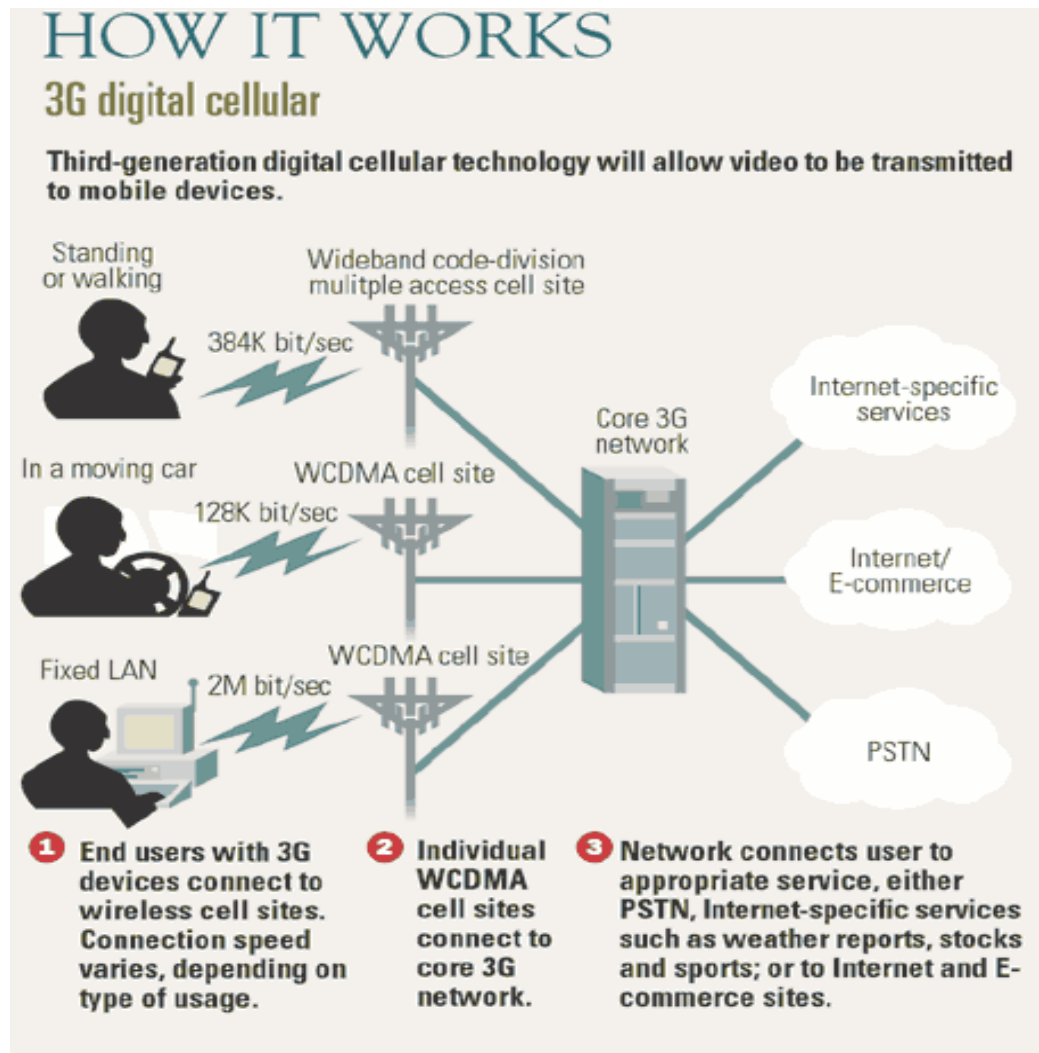 HOW IT WORKS
3G digital cellular
Third-generation digital cellular technology will allow video to be transmitted
to mobile devices.
Standing
or walking
Wideband code-division
mulitple access cell site
384K bit/sec
Internet-specific
services
Core 3G
network
In a moving car
WCDMA cell site
128K bit/sec
Internet/
E-commerce
Fixed LAN
WCDMA cell site
2M bit/sec
PSTN
1 End users with 3G
devices connect to
wireless cell sites.
Connection speed
varies, depending on
type of usage.
2 Individual
WCDMA
cell sites
connect to
core 3G
network.
3 Network connects user to
appropriate service, either
PSTN, Internet-specific services
such as weather reports, stocks
and sports; or to Internet and E-
commerce sites.